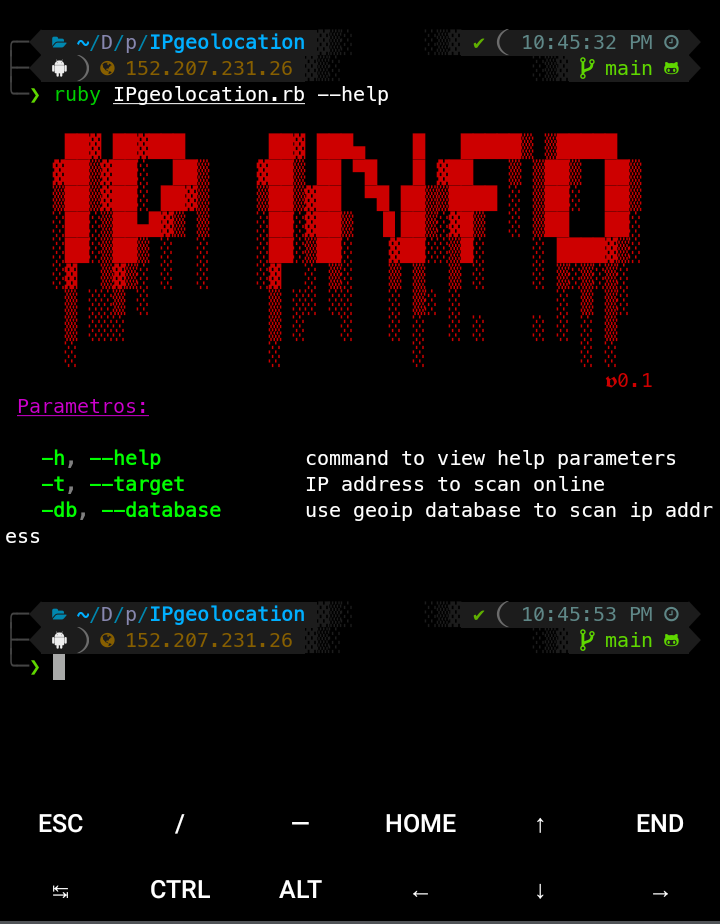 ~/D/p/IPgeolocation ✔ 10:45:32 PM
152.207.231.26 main
❯ ruby IPgeolocation.rb --help
IP INFO
v0.1
Parametros:
-h, --help command to view help parameters
-t, --target IP address to scan online
-db, --database use geoip database to scan ip addr
ess
~/D/p/IPgeolocation ✔ 10:45:53 PM
152.207.231.26 main
❯
ESC / — HOME ↑ END
↹ CTRL ALT ← ↓ →